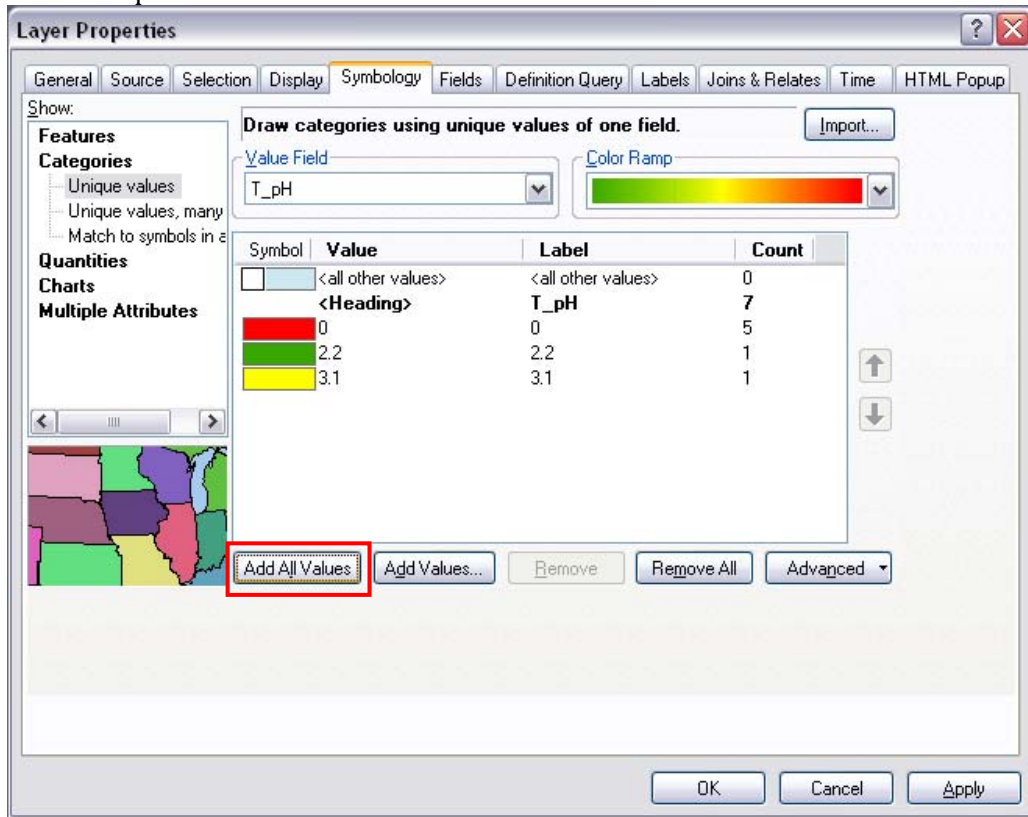 Layer Properties
General Source Selection Display Symbology Fields Definition Query Labels Joins & Relates Time HTML Popup
Show:
Features
Categories
Unique values
Unique values, many
Match to symbols in a
Quantities
Charts
Multiple Attributes
Draw categories using unique values of one field.
Import...
Value Field
T_pH
Color Ramp
Symbol Value Label Count
<all other values> <all other values> 0
<Heading> T_pH 7
0 0 5
2.2 2.2 1
3.1 3.1 1
Add All Values Add Values... Remove Remove All Advanced
OK Cancel Apply